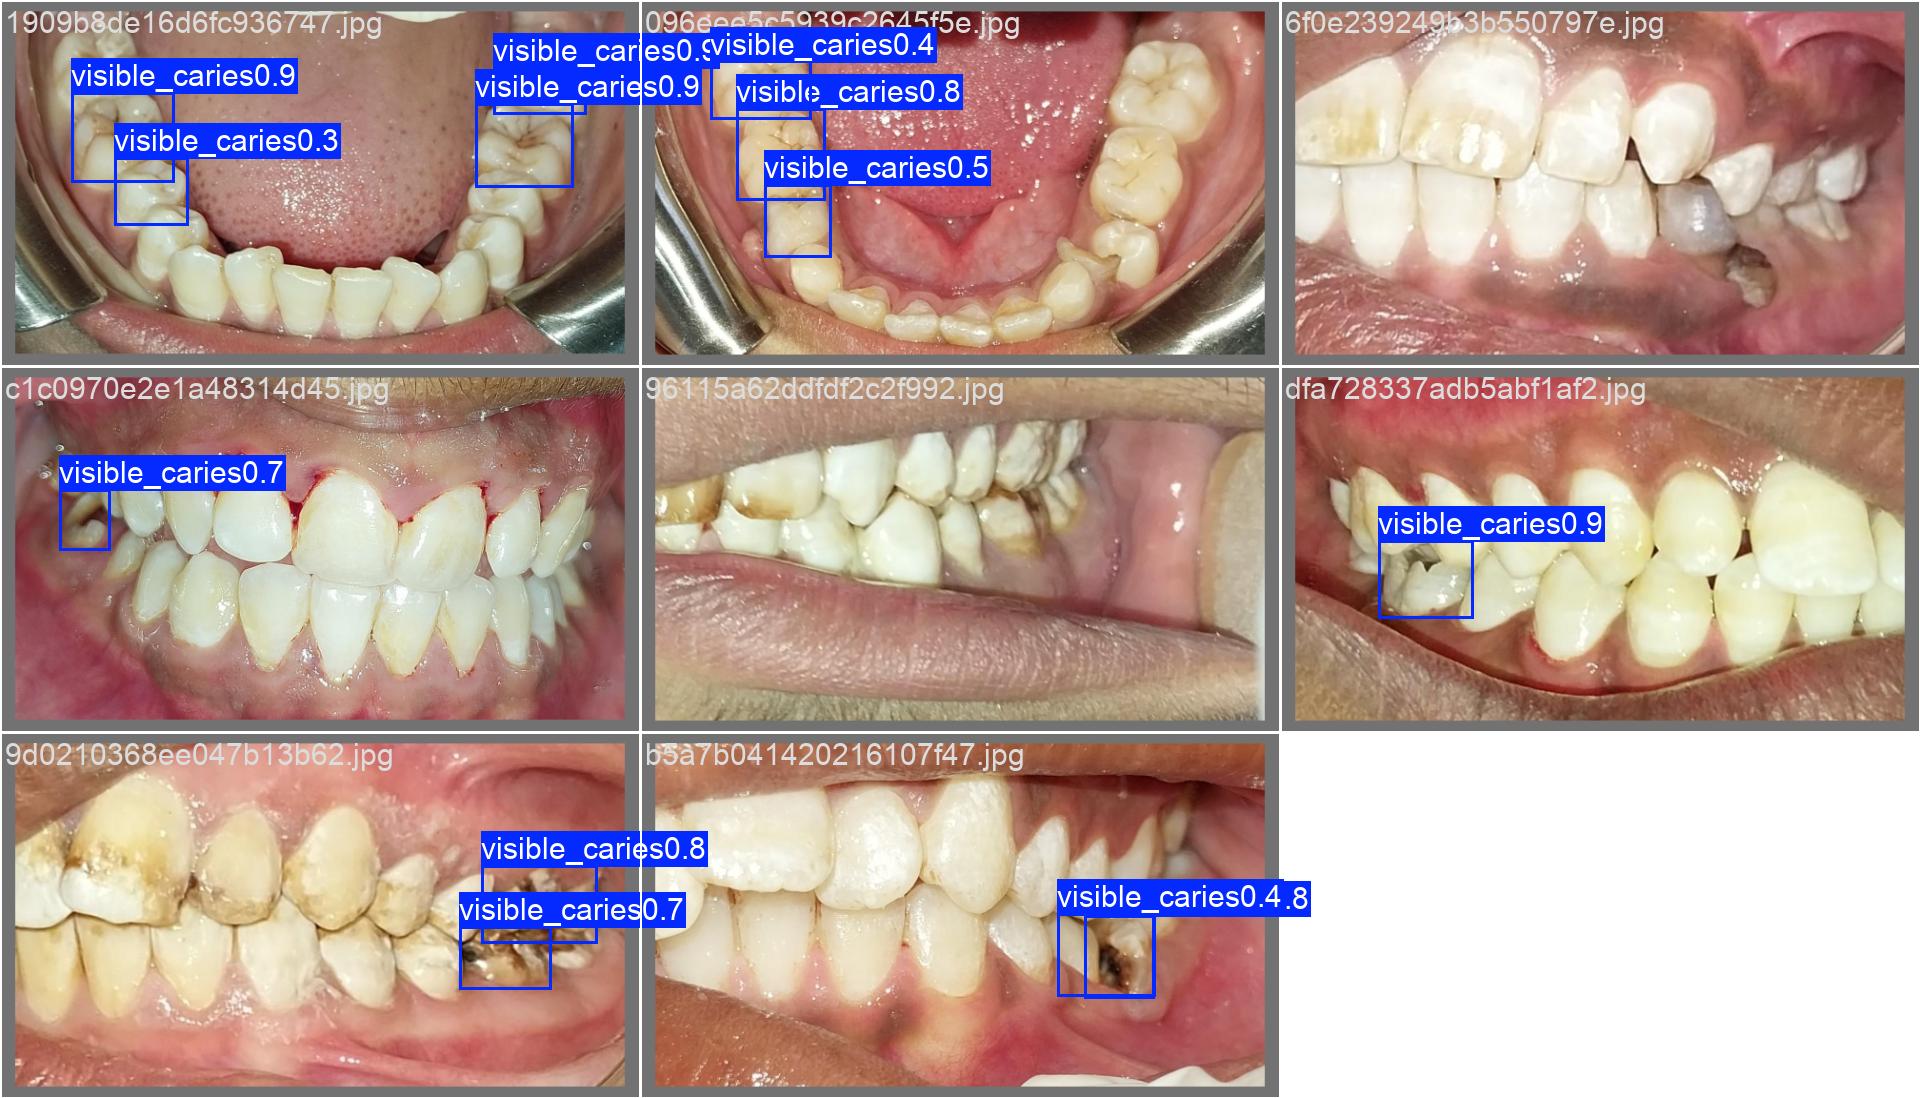 1909b8de16d6fc936747.jpg
visible_caries0.9
visible_caries0.9
visible_caries0.9
visible_caries0.3
visible_caries0.4
visible_caries0.8
visible_caries0.5
6f0e239249b3b550797e.jpg
c1c0970e2e1a48314d45.jpg
visible_caries0.7
96115a62ddfdf2c2f992.jpg
dfa728337adb5abf1af2.jpg
visible_caries0.9
9d0210368ee047b13b62.jpg
visible_caries0.8
visible_caries0.7
b5a7b041420216107f47.jpg
visible_caries0.4.8